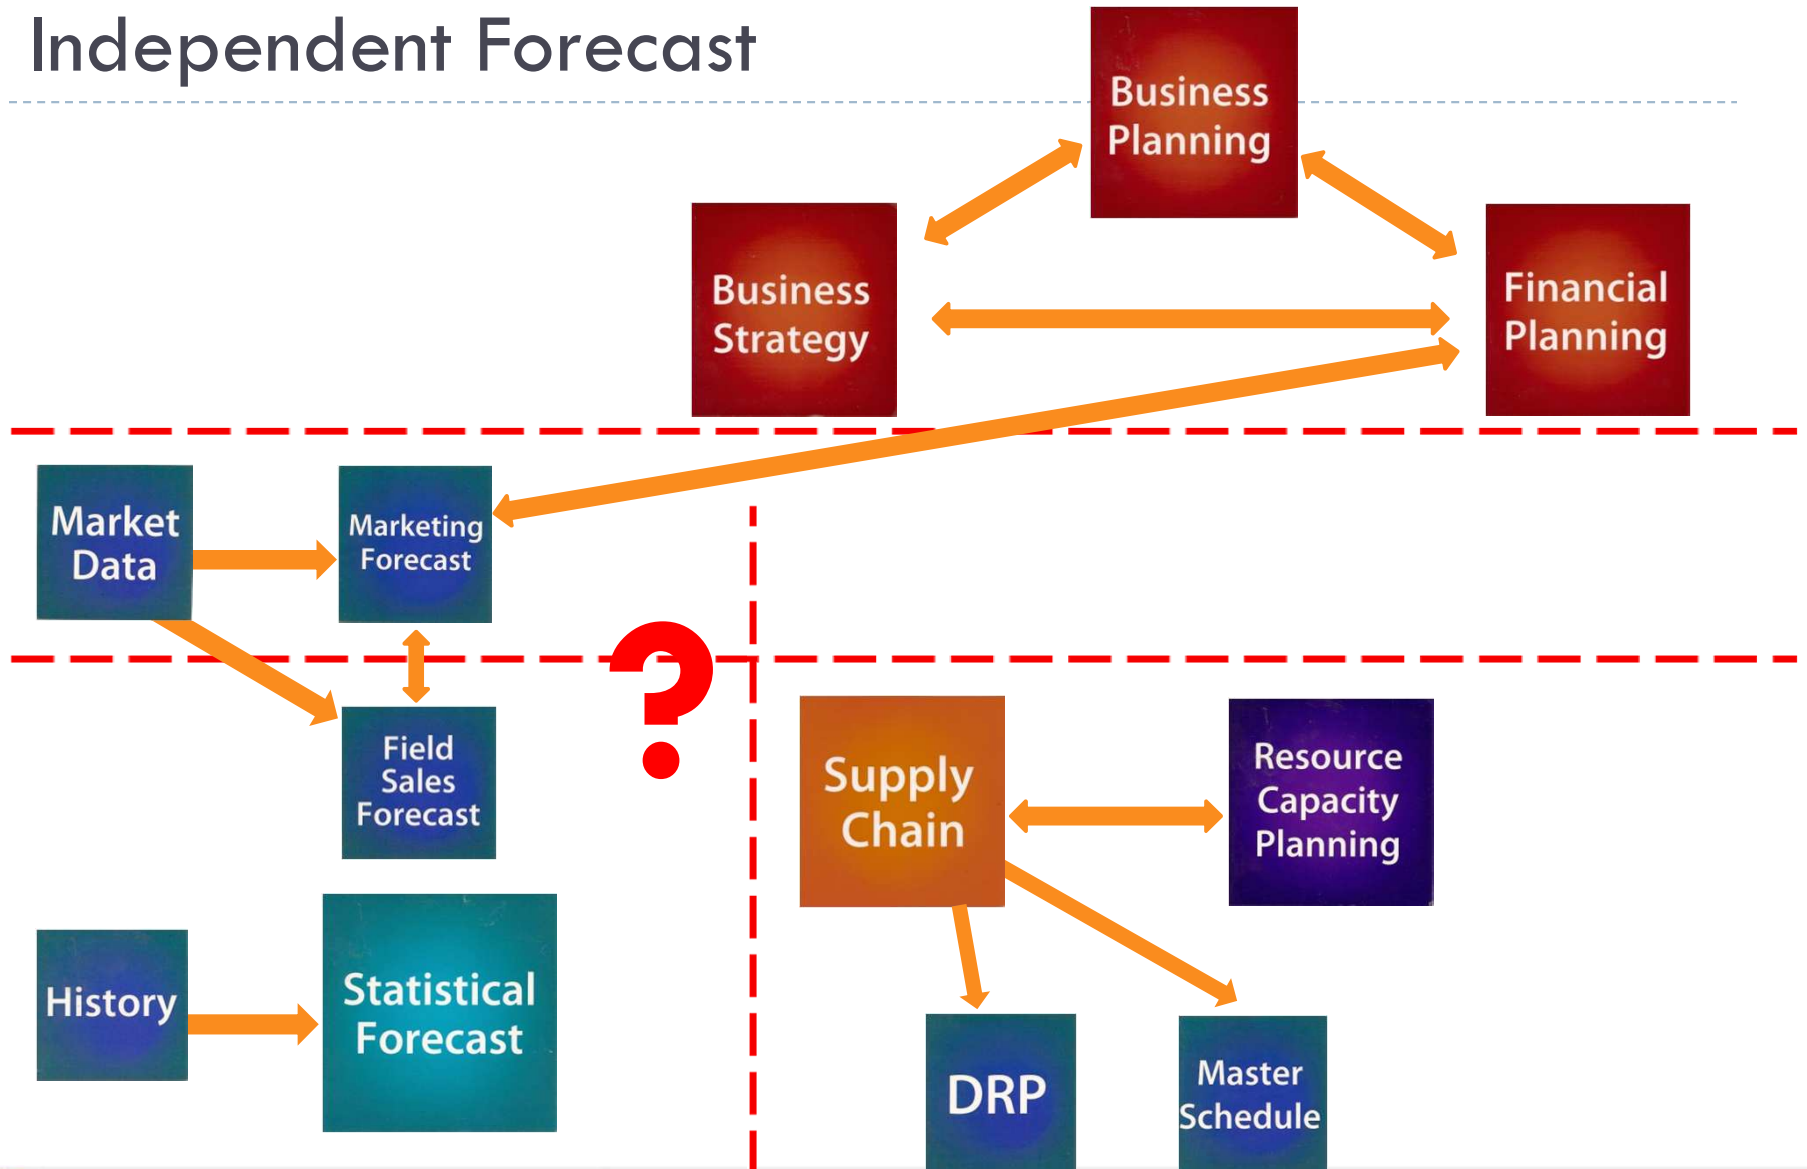 Independent Forecast
Business
Planning
Business
Strategy
Financial
Planning
Market
Data
Marketing
Forecast
?
Field
Sales
Forecast
Supply
Chain
Resource
Capacity
Planning
History
Statistical
Forecast
DRP
Master
Schedule